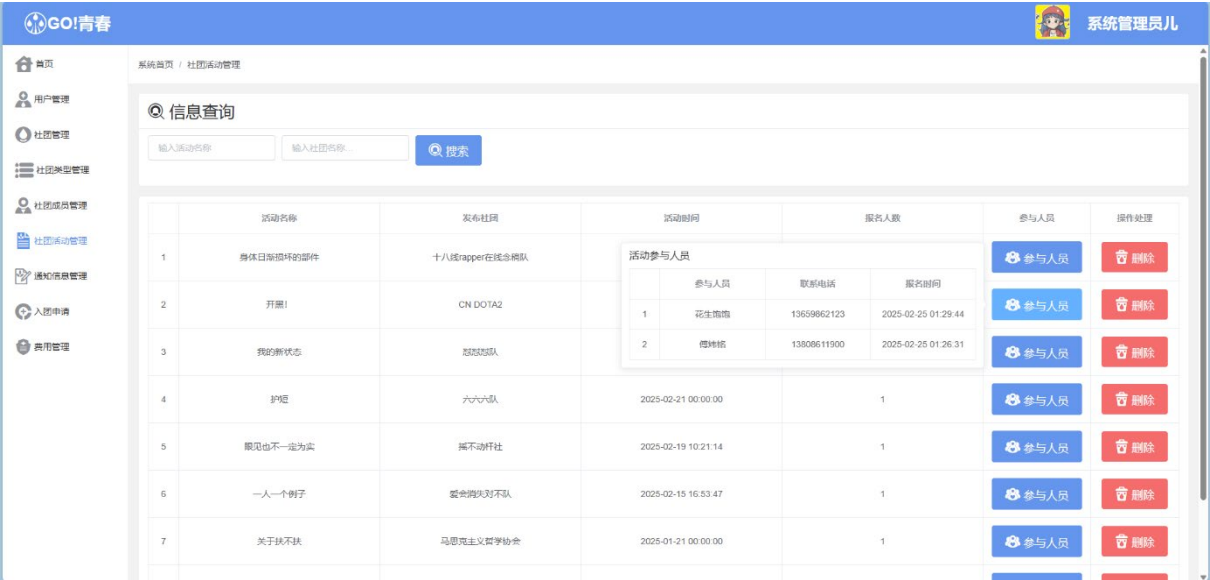 GO!青春
系统管理员儿
首页
用户管理
社团管理
社团类型管理
社团成员管理
社团活动管理
通知信息管理
入团申请
费用管理
系统首页 / 社团活动管理
信息查询
输入活动名称
输入社团名称...
搜索
活动名称 发布社团 活动时间 报名人数 参与人员 操作处理
1 身体日渐损坏的部件 十八线rapper在线念稿队 参与人员 删除
2 开黑! CN DOTA2 参与人员 删除
3 我的新状态 怼怼怼队 参与人员 删除
4 护短 六六六队 2025-02-21 00:00:00 1 参与人员 删除
5 眼见也不一定为实 摇不动杆社 2025-02-19 10:21:14 1 参与人员 删除
6 一人一个例子 爱会消失对不队 2025-02-15 16:53:47 1 参与人员 删除
7 关于扶不扶 马思克主义哲学协会 2025-01-21 00:00:00 1 参与人员 删除
活动参与人员
参与人员 联系电话 报名时间
1 花生饱饱 13659862123 2025-02-25 01:29:44
2 13808611900 2025-02-25 01:26:31